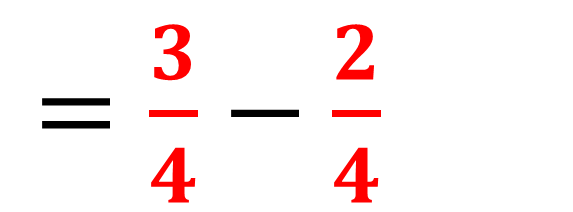 = 3/4 − 2/4